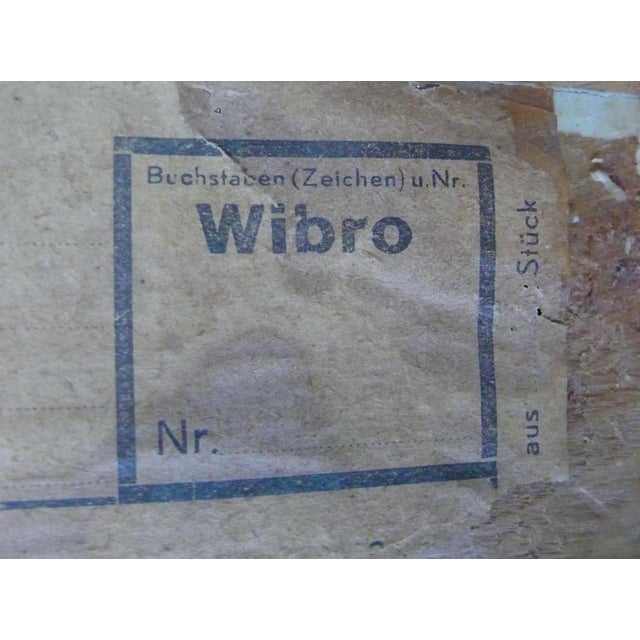 Buchstaben (Zeichen) u. Nr.
Wibro
Nr.
aus Stück